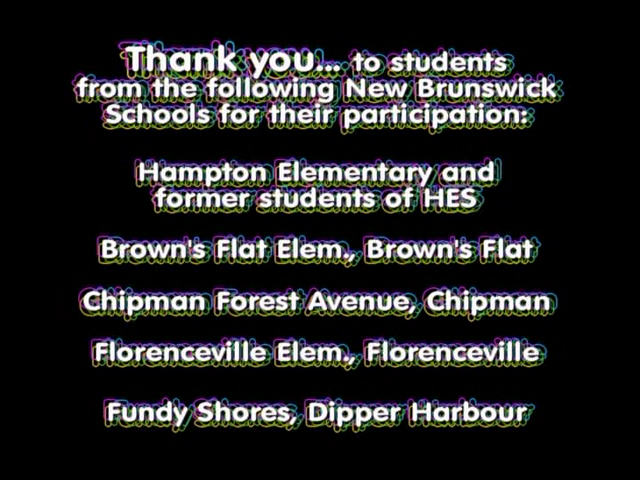 Thank you... to students
from the following New Brunswick
Schools for their participation:
Hampton Elementary and
former students of HES
Brown's Flat Elem., Brown's Flat
Chipman Forest Avenue, Chipman
Florenceville Elem., Florenceville
Fundy Shores, Dipper Harbour